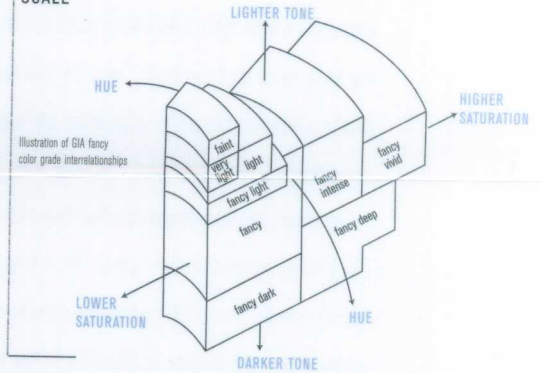 SCALE
LIGHTER TONE
HUE
HIGHER
SATURATION
Illustration of GIA fancy
color grade interrelationships
faint
very
light
light
fancy light
fancy
fancy
intense
fancy
vivid
fancy deep
fancy dark
LOWER
SATURATION
HUE
DARKER TONE